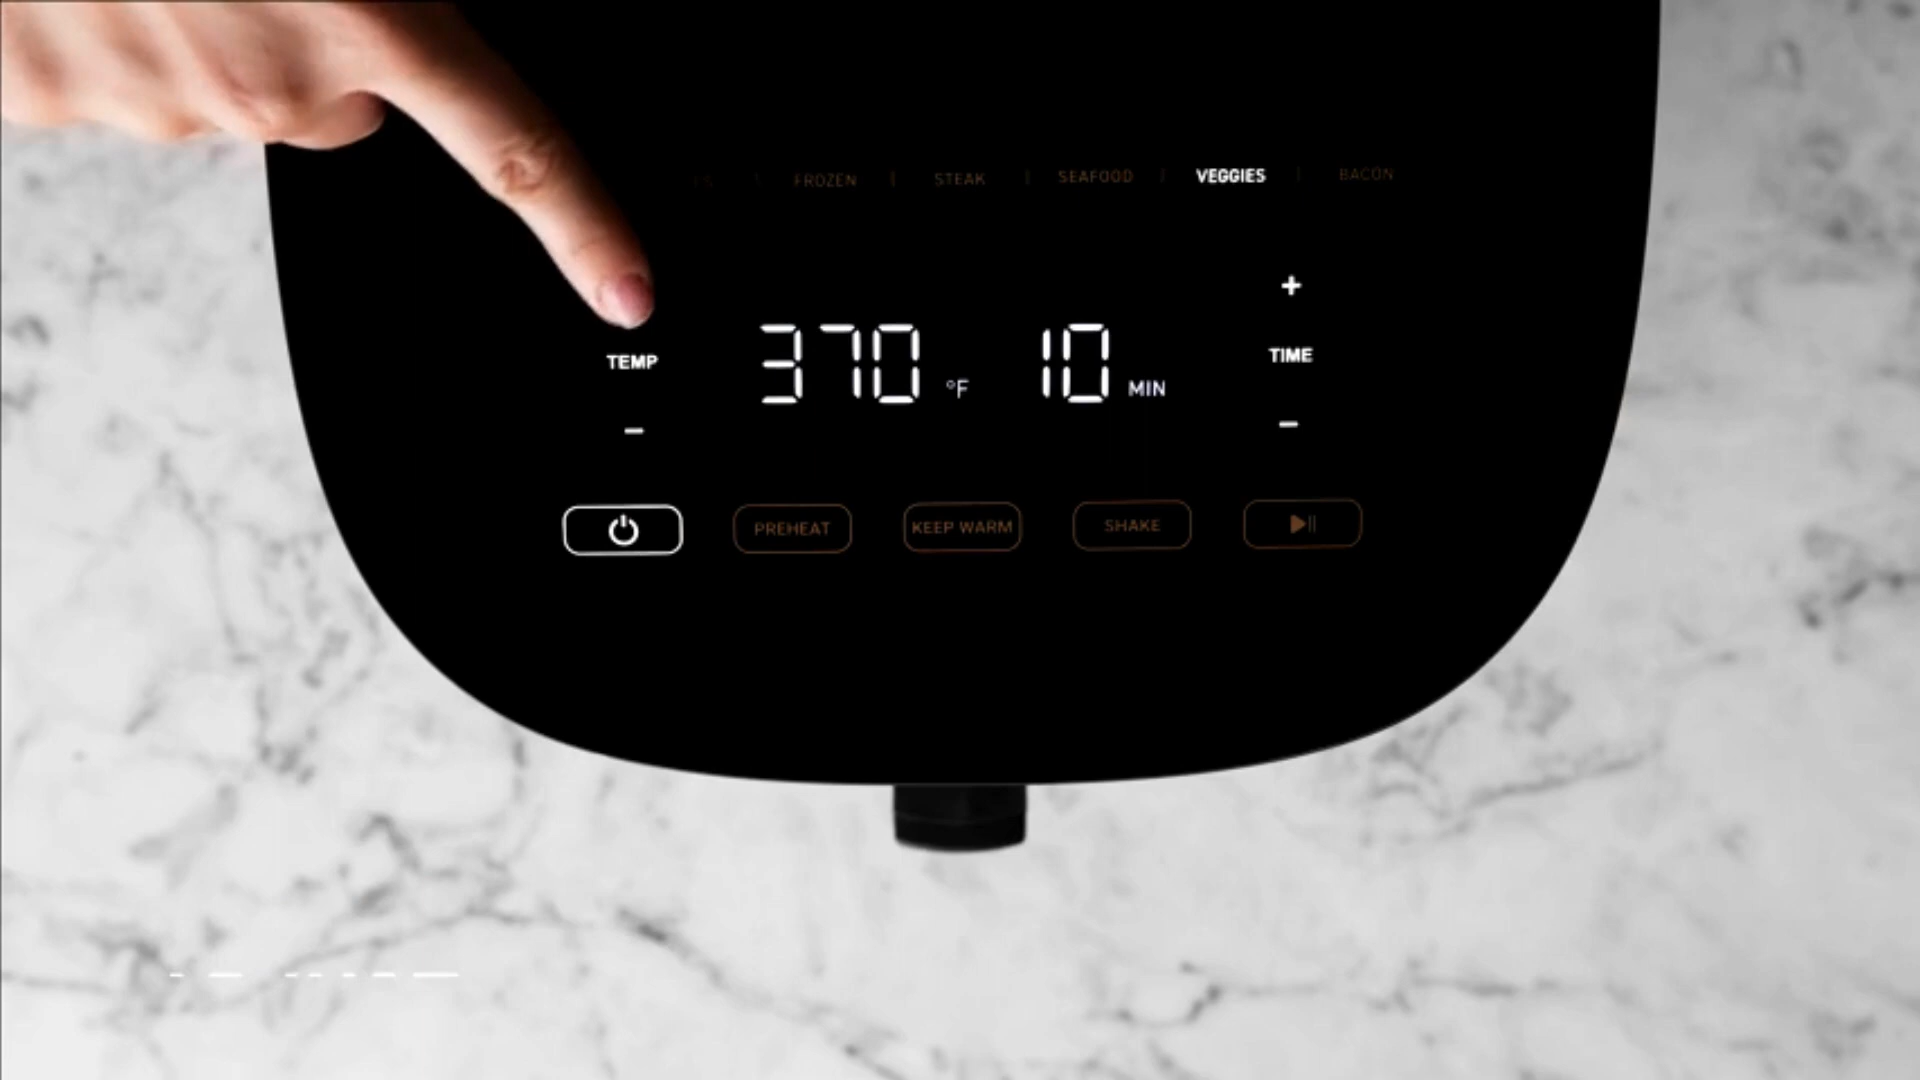 FROZEN | STEAK | SEAFOOD | VEGGIES | BACON
+
TEMP 370 °F 10 MIN TIME
- -
PREHEAT KEEP WARM SHAKE